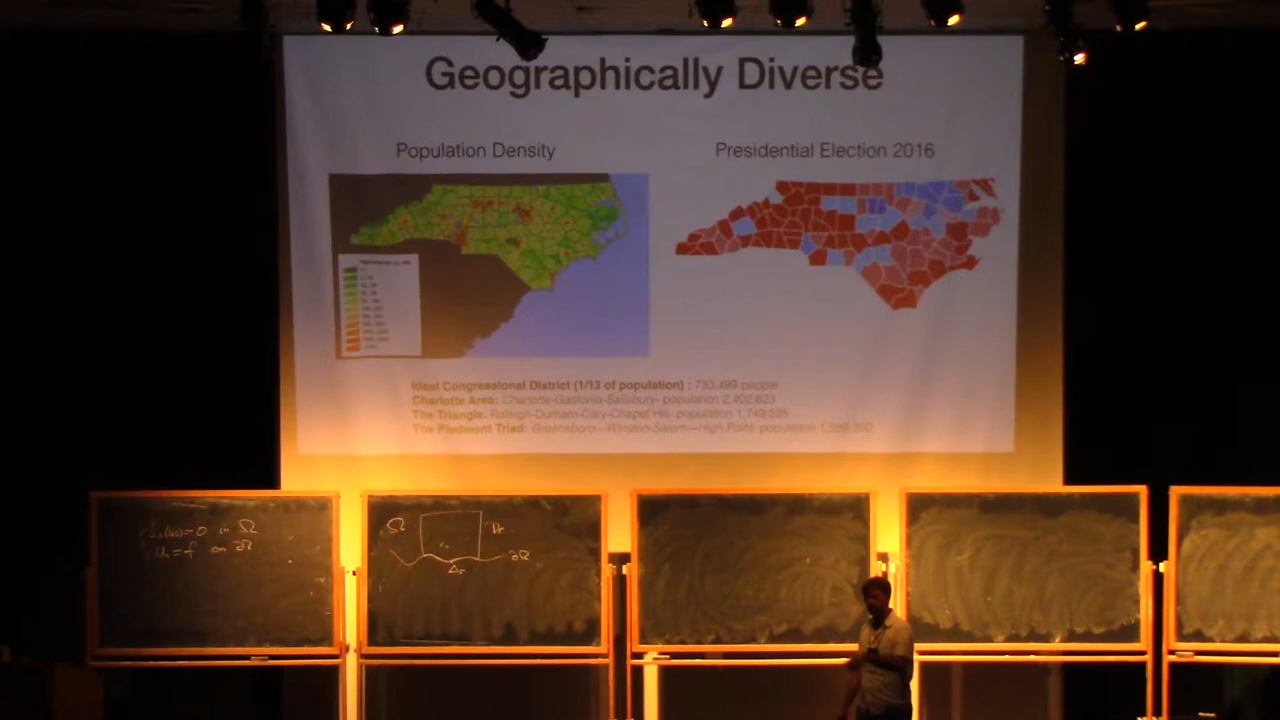 Geographically Diverse
Population Density
Presidential Election 2016
Ideal Congressional District (1/13 of population) : 733,499 people
Charlotte Area: Charlotte-Gastonia-Salisbury- population 2,402,623
The Triangle: Raleigh-Durham-Cary-Chapel Hill- population 1,749,525
The Piedmont Triad: Greensboro—Winston-Salem—High Point- population
= 0 in Ω
= f on ∂Ω
Ω
∂Ω